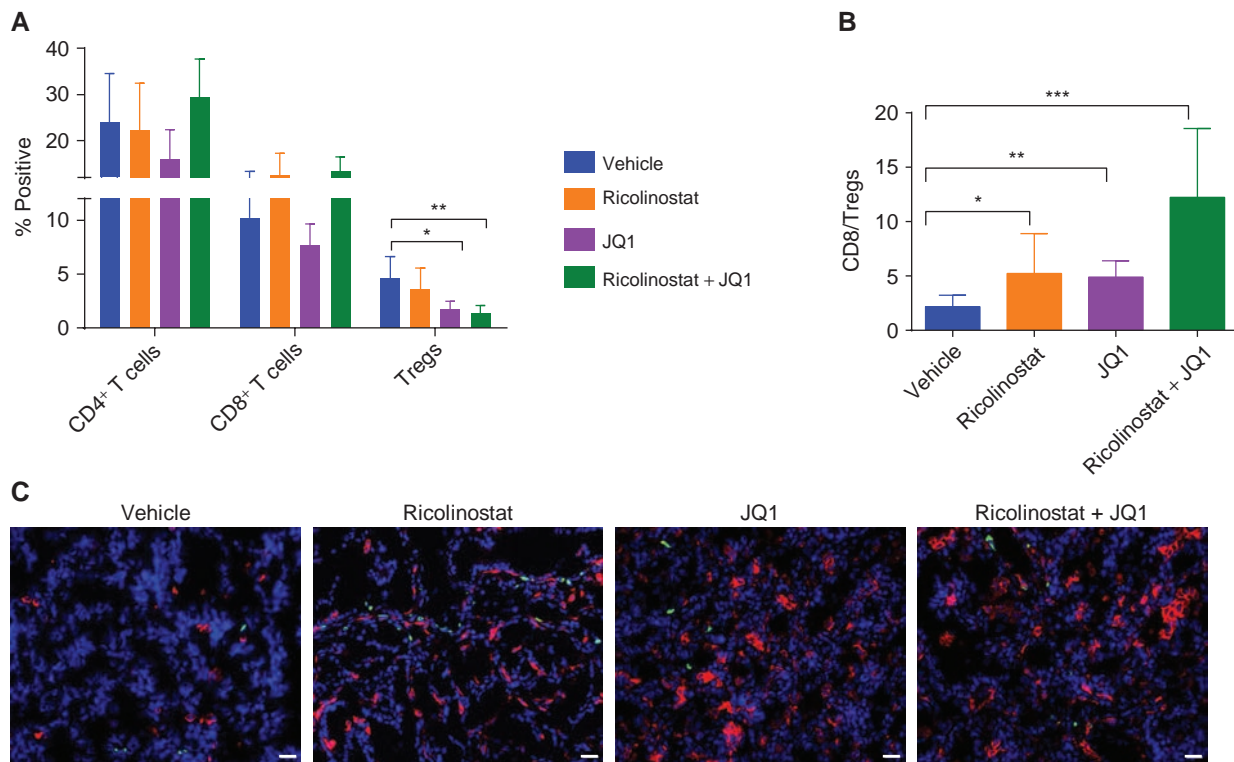 A
% Positive
40
30
20
10
5
0
CD4+ T cells
CD8+ T cells
Tregs
**
*
Vehicle
Ricolinostat
JQ1
Ricolinostat + JQ1
B
CD8/Tregs
20
15
10
5
0
***
**
*
Vehicle
Ricolinostat
JQ1
Ricolinostat + JQ1
C
Vehicle
Ricolinostat
JQ1
Ricolinostat + JQ1